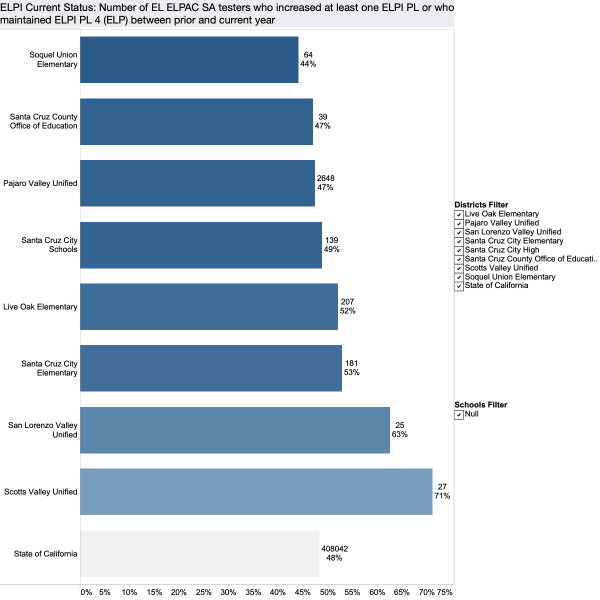 ELPI Current Status: Number of EL ELPAC SA testers who increased at least one ELPI PL or who
maintained ELPI PL 4 (ELP) between prior and current year
Soquel Union
Elementary
64
44%
Santa Cruz County
Office of Education
39
47%
Pajaro Valley Unified
2648
47%
Santa Cruz City
Schools
139
49%
Live Oak Elementary
207
52%
Santa Cruz City
Elementary
181
53%
San Lorenzo Valley
Unified
25
63%
Scotts Valley Unified
27
71%
State of California
408042
48%
0% 5% 10% 15% 20% 25% 30% 35% 40% 45% 50% 55% 60% 65% 70% 75%
Districts Filter
Live Oak Elementary
Pajaro Valley Unified
San Lorenzo Valley Unified
Santa Cruz City Elementary
Santa Cruz City High
Santa Cruz County Office of Educati..
Scotts Valley Unified
Soquel Union Elementary
State of California
Schools Filter
Null